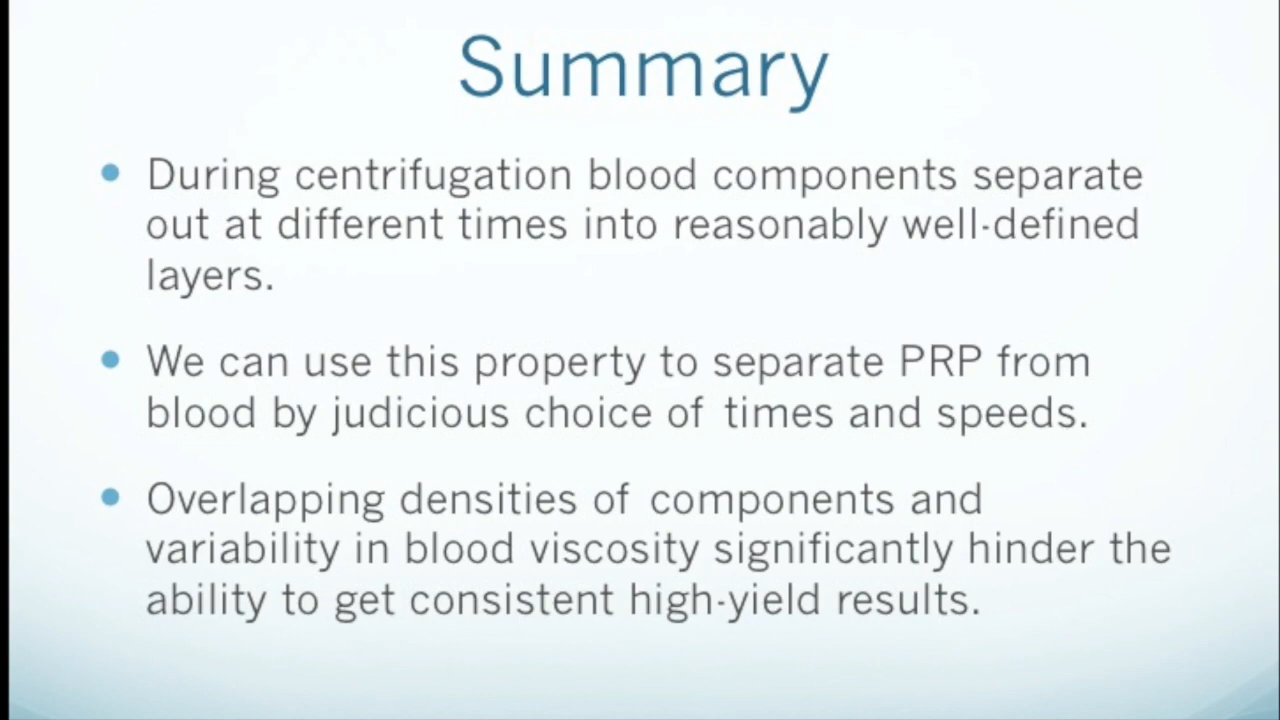 Summary
• During centrifugation blood components separate
out at different times into reasonably well-defined
layers.
• We can use this property to separate PRP from
blood by judicious choice of times and speeds.
• Overlapping densities of components and
variability in blood viscosity significantly hinder the
ability to get consistent high-yield results.